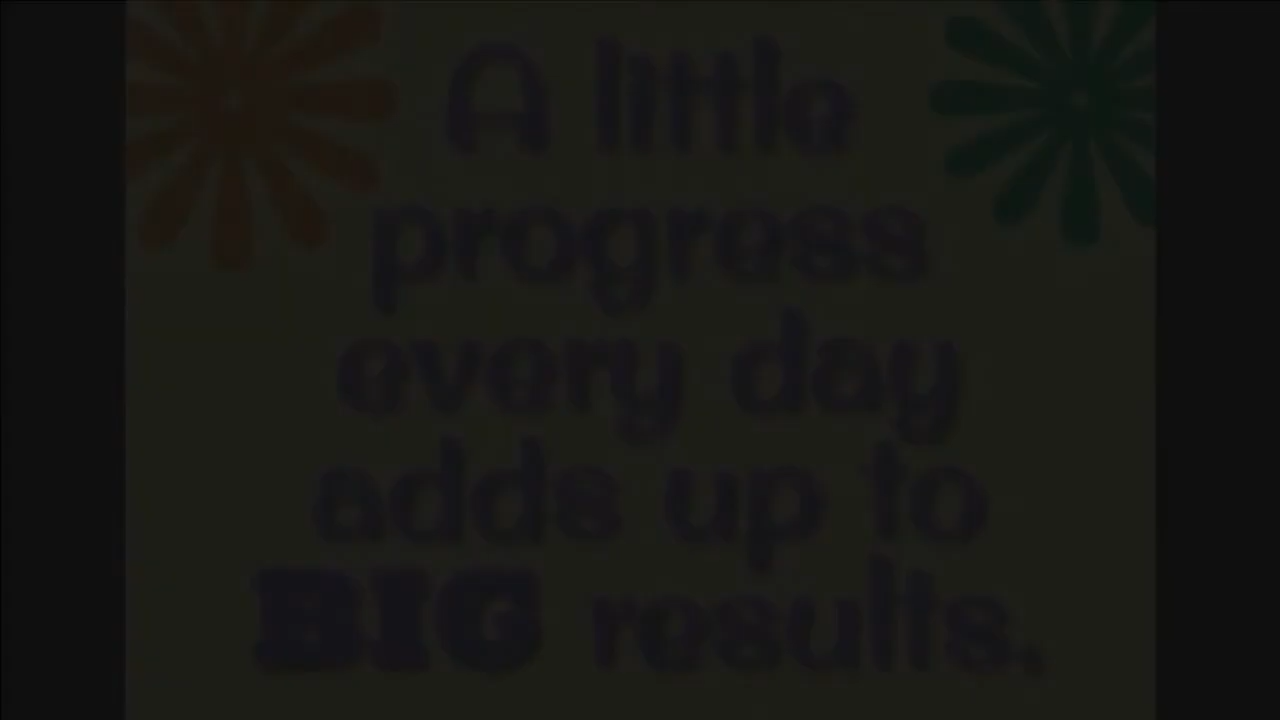 A little
progress
every day
adds up to
BIG results.